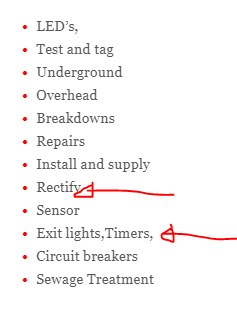 LED’s,
Test and tag
Underground
Overhead
Breakdowns
Repairs
Install and supply
Rectify
Sensor
Exit lights,Timers,
Circuit breakers
Sewage Treatment